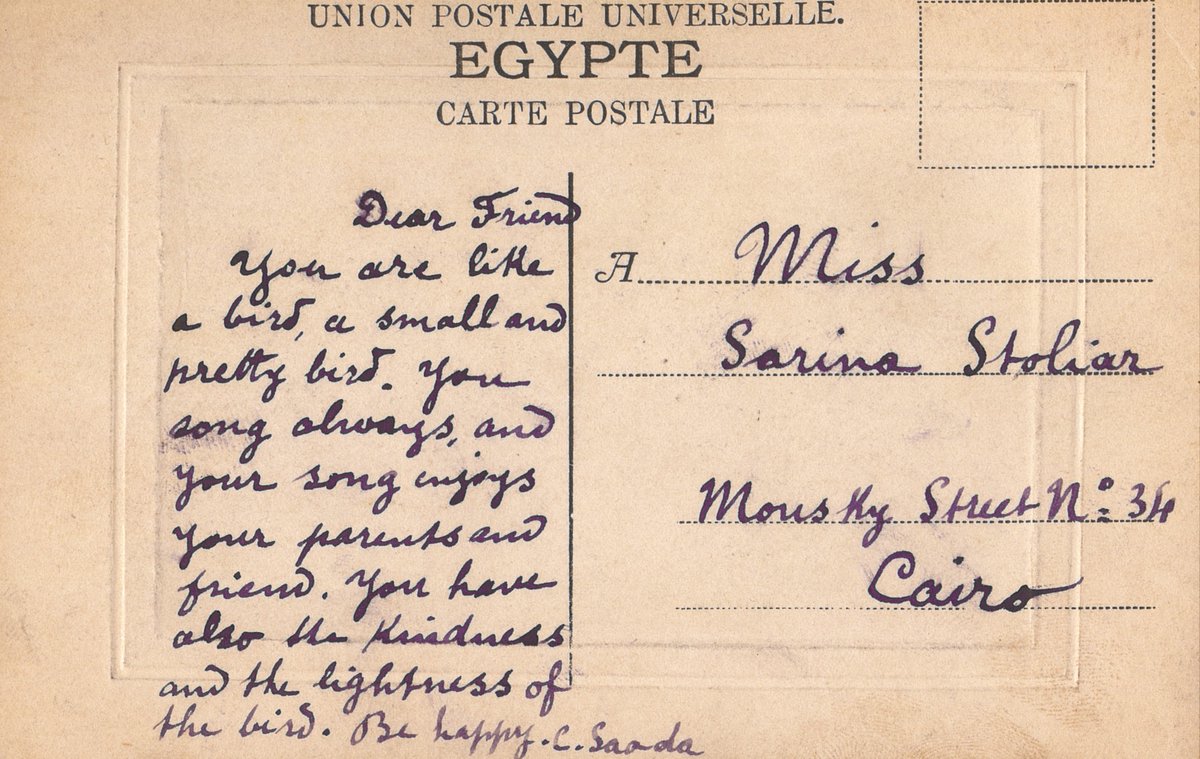 UNION POSTALE UNIVERSELLE.
EGYPTE
CARTE POSTALE
Dear Friend
You are like
a bird, a small and
pretty bird. You
song always, and
your song enjoys
your parents and
friend. You have
also the kindness
and the lightness of
the bird. Be happy. C. Saada
A Miss
Sarina Stoliar
Mousky Street Nº 34
Cairo